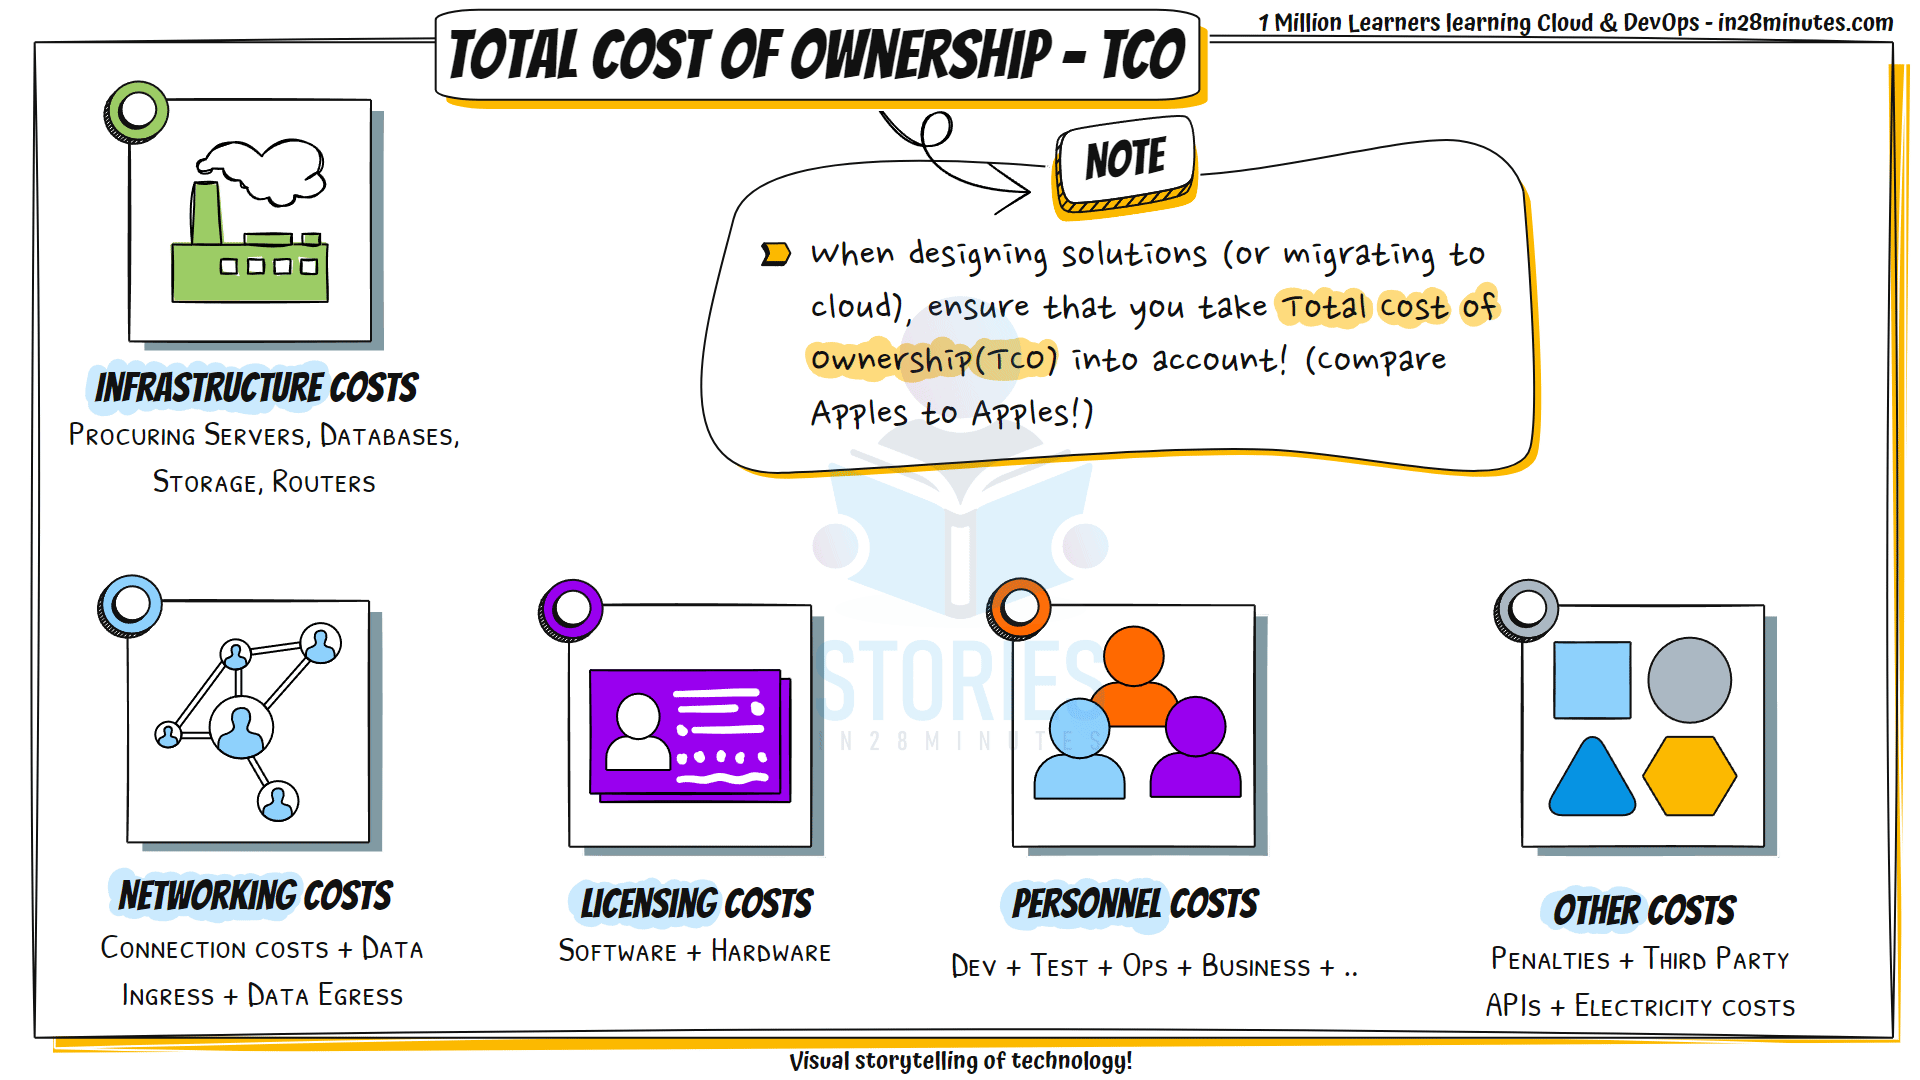 1 Million Learners learning Cloud & DevOps - in28minutes.com
TOTAL COST OF OWNERSHIP - TCO
NOTE
When designing solutions (or migrating to
cloud), ensure that you take Total Cost of
Ownership(TCO) into account! (Compare
Apples to Apples!)
INFRASTRUCTURE COSTS
PROCURING SERVERS, DATABASES,
STORAGE, ROUTERS
STORIES
IN28MINUTES
NETWORKING COSTS
CONNECTION COSTS + DATA
INGRESS + DATA EGRESS
LICENSING COSTS
SOFTWARE + HARDWARE
PERSONNEL COSTS
DEV + TEST + OPS + BUSINESS + ..
OTHER COSTS
PENALTIES + THIRD PARTY
APIS + ELECTRICITY COSTS
Visual storytelling of technology!